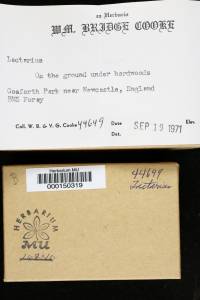 ex Herbario
WM. BRIDGE COOKE
Lactarius
On the ground under hardwoods
Gosforth Park near Newcastle, England
BMS Foray
Coll. W. B. & V. G. Cooke 44649 Date SEP 19 1971 Elev.
Det.
Herbarium MU
000150319
Lactarius
HERBARIUM
MU